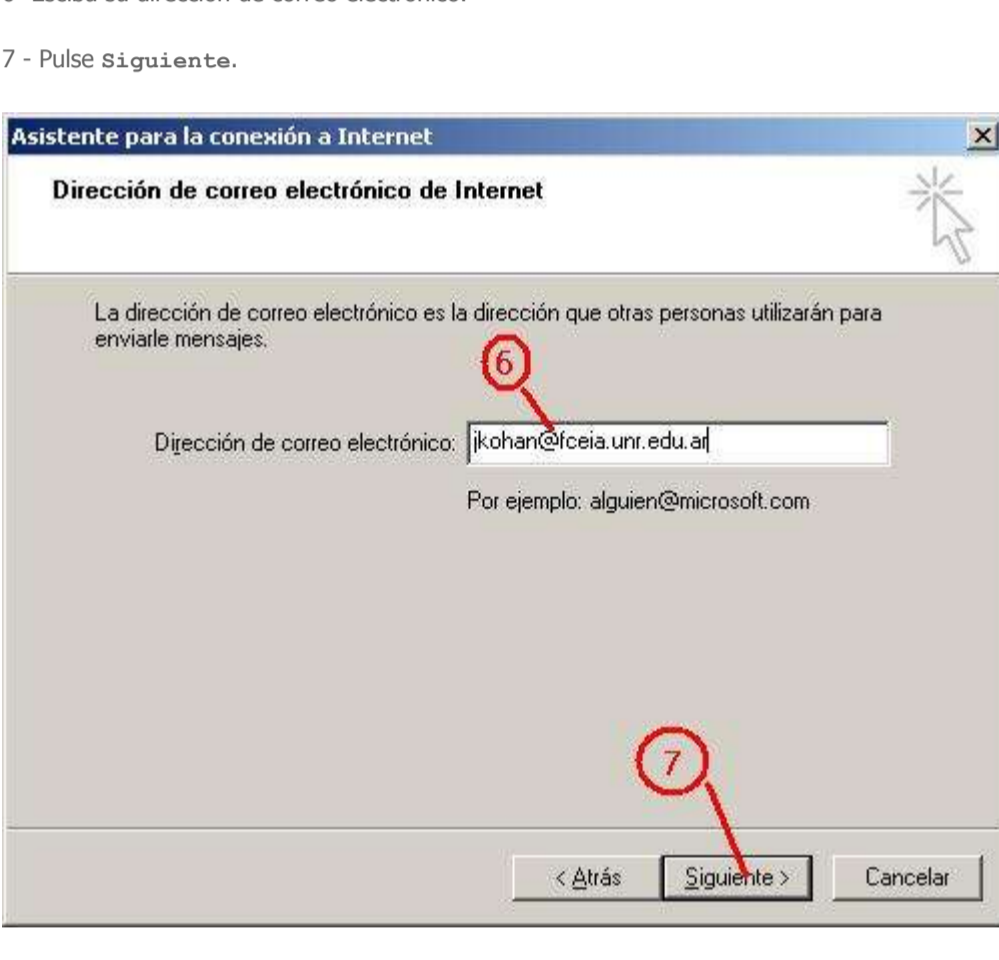 7 - Pulse Siguiente.
Asistente para la conexión a Internet
Dirección de correo electrónico de Internet
La dirección de correo electrónico es la dirección que otras personas utilizarán para
enviarle mensajes.
6
Dirección de correo electrónico: jkohan@fceia.unr.edu.ar
Por ejemplo: alguien@microsoft.com
7
< Atrás Siguiente > Cancelar